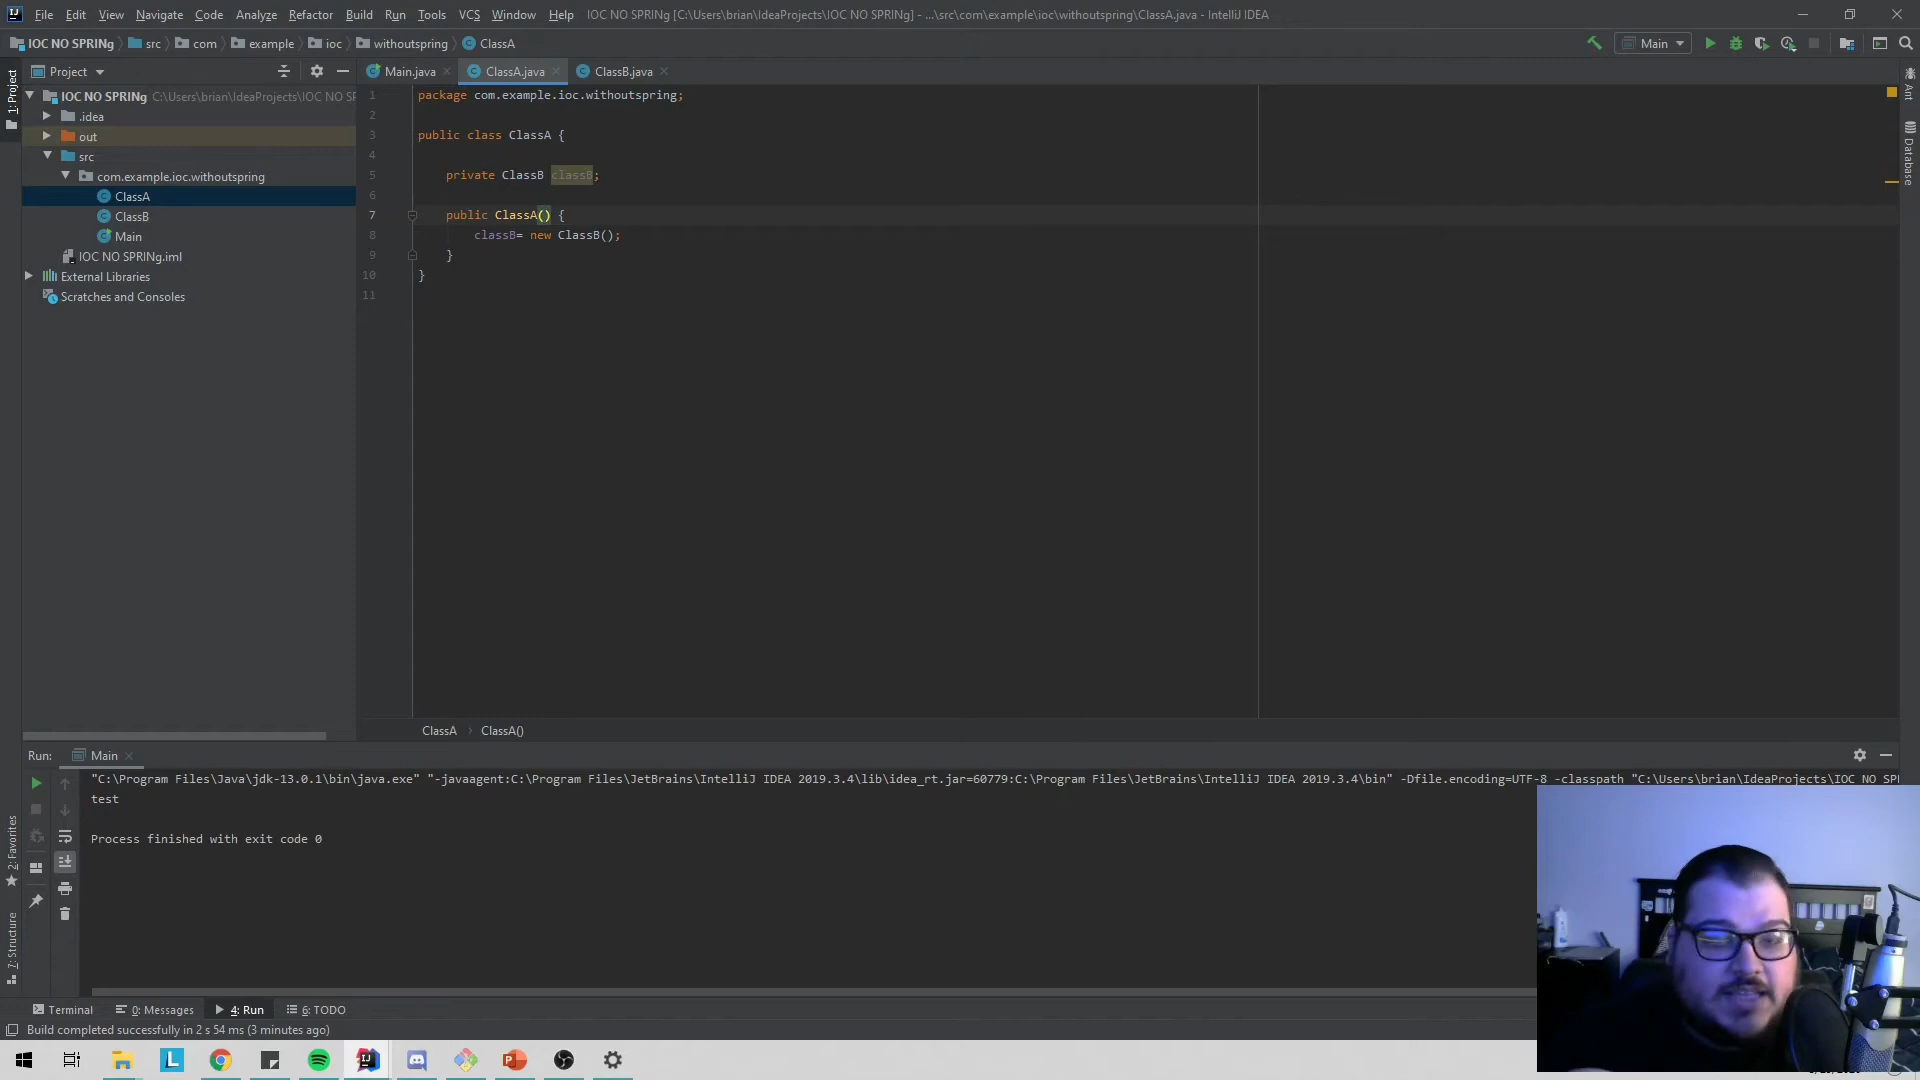 File Edit View Navigate Code Analyze Refactor Build Run Tools VCS Window Help IOC NO SPRINg [C:\Users\brian\IdeaProjects\IOC NO SPRINg] - ...\src\com\example\ioc\withoutspring\ClassA.java - IntelliJ IDEA
IOC NO SPRINg src com example ioc withoutspring ClassA Main
Project Main.java ClassA.java ClassB.java
1: Project
IOC NO SPRINg C:\Users\brian\IdeaProjects\IOC NO SP
.idea
out
src
com.example.ioc.withoutspring
ClassA
ClassB
Main
IOC NO SPRINg.iml
External Libraries
Scratches and Consoles
1 package com.example.ioc.withoutspring;
2
3 public class ClassA {
4
5 private ClassB classB;
6
7 public ClassA() {
8 classB= new ClassB();
9 }
10 }
11
Ant
Database
ClassA › ClassA()
Run: Main
"C:\Program Files\Java\jdk-13.0.1\bin\java.exe" "-javaagent:C:\Program Files\JetBrains\IntelliJ IDEA 2019.3.4\lib\idea_rt.jar=60779:C:\Program Files\JetBrains\IntelliJ IDEA 2019.3.4\bin" -Dfile.encoding=UTF-8 -classpath "C:\Users\brian\IdeaProjects\IOC NO SP
test
Process finished with exit code 0
2: Favorites
7: Structure
Terminal 0: Messages 4: Run 6: TODO
Build completed successfully in 2 s 54 ms (3 minutes ago)